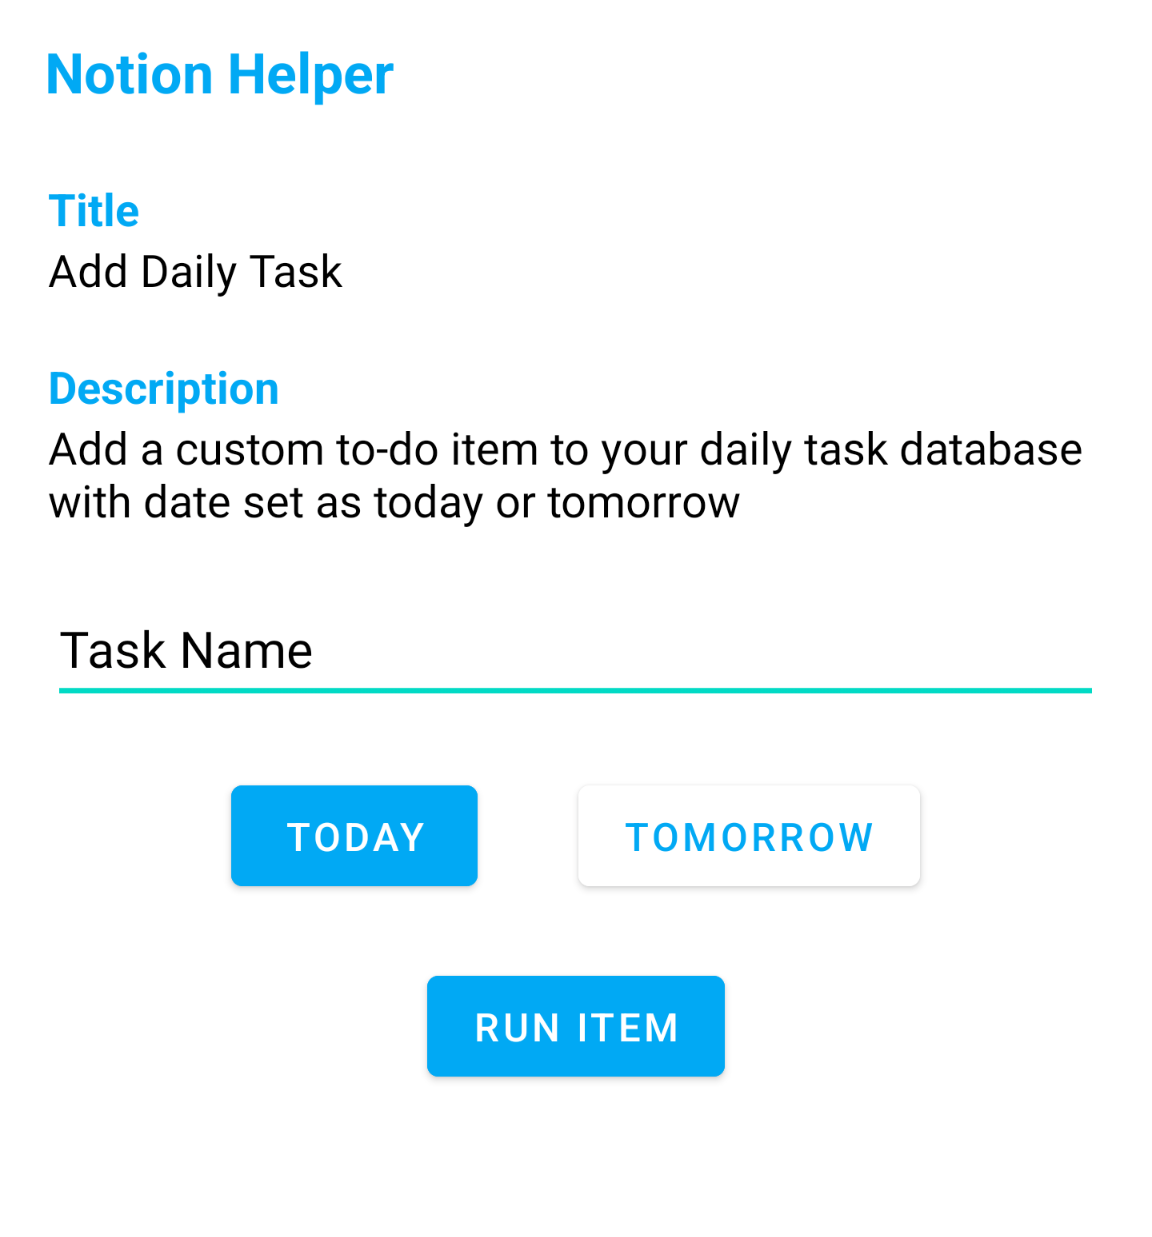 Notion Helper
Title
Add Daily Task
Description
Add a custom to-do item to your daily task database
with date set as today or tomorrow
Task Name
TODAY
TOMORROW
RUN ITEM